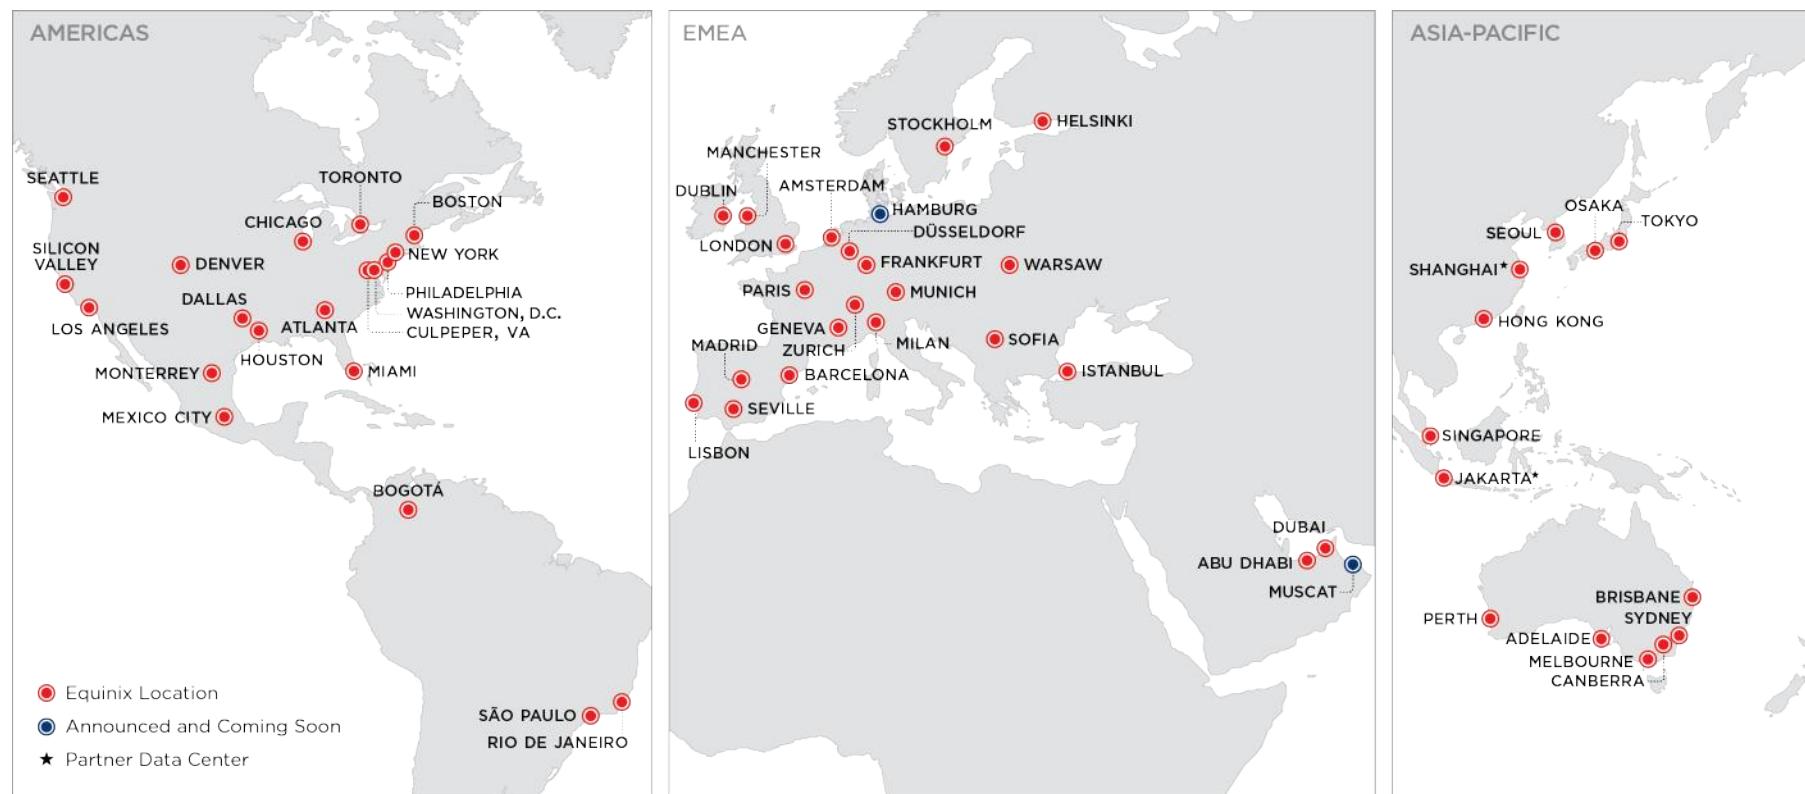 AMERICAS
SEATTLE
TORONTO
BOSTON
CHICAGO
SILICON
VALLEY
DENVER
NEW YORK
DALLAS
PHILADELPHIA
WASHINGTON, D.C.
CULPEPER, VA
LOS ANGELES
ATLANTA
HOUSTON
MONTERREY
MIAMI
MEXICO CITY
BOGOTÁ
SÃO PAULO
RIO DE JANEIRO
Equinix Location
Announced and Coming Soon
★ Partner Data Center
EMEA
STOCKHOLM
HELSINKI
MANCHESTER
DUBLIN
AMSTERDAM
HAMBURG
DÜSSELDORF
LONDON
FRANKFURT
WARSAW
PARIS
MUNICH
GENEVA
MADRID
ZURICH
MILAN
SOFIA
BARCELONA
ISTANBUL
SEVILLE
LISBON
DUBAI
ABU DHABI
MUSCAT
ASIA-PACIFIC
OSAKA
TOKYO
SEOUL
SHANGHAI★
HONG KONG
SINGAPORE
JAKARTA★
BRISBANE
SYDNEY
PERTH
ADELAIDE
MELBOURNE
CANBERRA